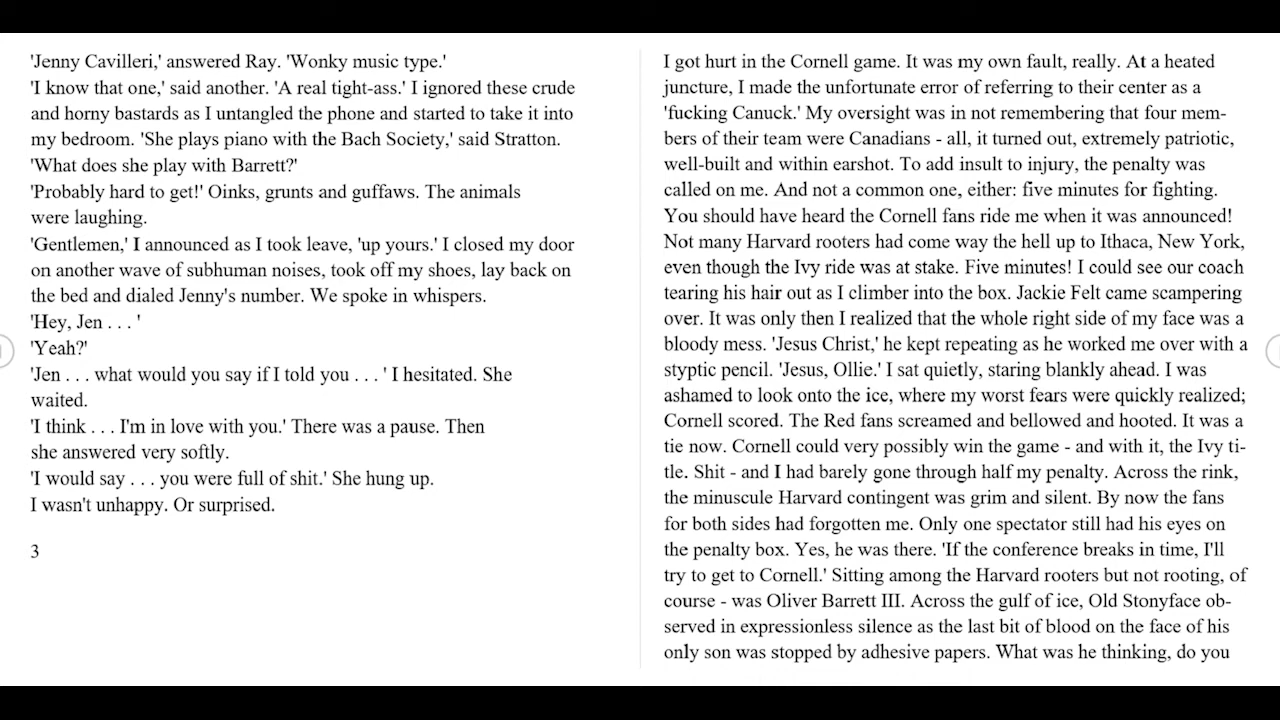 'Jenny Cavilleri,' answered Ray. 'Wonky music type.'
'I know that one,' said another. 'A real tight-ass.' I ignored these crude
and horny bastards as I untangled the phone and started to take it into
my bedroom. 'She plays piano with the Bach Society,' said Stratton.
'What does she play with Barrett?'
'Probably hard to get!' Oinks, grunts and guffaws. The animals
were laughing.
'Gentlemen,' I announced as I took leave, 'up yours.' I closed my door
on another wave of subhuman noises, took off my shoes, lay back on
the bed and dialed Jenny's number. We spoke in whispers.
'Hey, Jen . . . '
'Yeah?'
'Jen . . . what would you say if I told you . . . ' I hesitated. She
waited.
'I think . . . I'm in love with you.' There was a pause. Then
she answered very softly.
'I would say . . . you were full of shit.' She hung up.
I wasn't unhappy. Or surprised.
3
I got hurt in the Cornell game. It was my own fault, really. At a heated
juncture, I made the unfortunate error of referring to their center as a
'fucking Canuck.' My oversight was in not remembering that four mem-
bers of their team were Canadians - all, it turned out, extremely patriotic,
well-built and within earshot. To add insult to injury, the penalty was
called on me. And not a common one, either: five minutes for fighting.
You should have heard the Cornell fans ride me when it was announced!
Not many Harvard rooters had come way the hell up to Ithaca, New York,
even though the Ivy ride was at stake. Five minutes! I could see our coach
tearing his hair out as I climber into the box. Jackie Felt came scampering
over. It was only then I realized that the whole right side of my face was a
bloody mess. 'Jesus Christ,' he kept repeating as he worked me over with a
styptic pencil. 'Jesus, Ollie.' I sat quietly, staring blankly ahead. I was
ashamed to look onto the ice, where my worst fears were quickly realized;
Cornell scored. The Red fans screamed and bellowed and hooted. It was a
tie now. Cornell could very possibly win the game - and with it, the Ivy ti-
tle. Shit - and I had barely gone through half my penalty. Across the rink,
the minuscule Harvard contingent was grim and silent. By now the fans
for both sides had forgotten me. Only one spectator still had his eyes on
the penalty box. Yes, he was there. 'If the conference breaks in time, I'll
try to get to Cornell.' Sitting among the Harvard rooters but not rooting, of
course - was Oliver Barrett III. Across the gulf of ice, Old Stonyface ob-
served in expressionless silence as the last bit of blood on the face of his
only son was stopped by adhesive papers. What was he thinking, do you